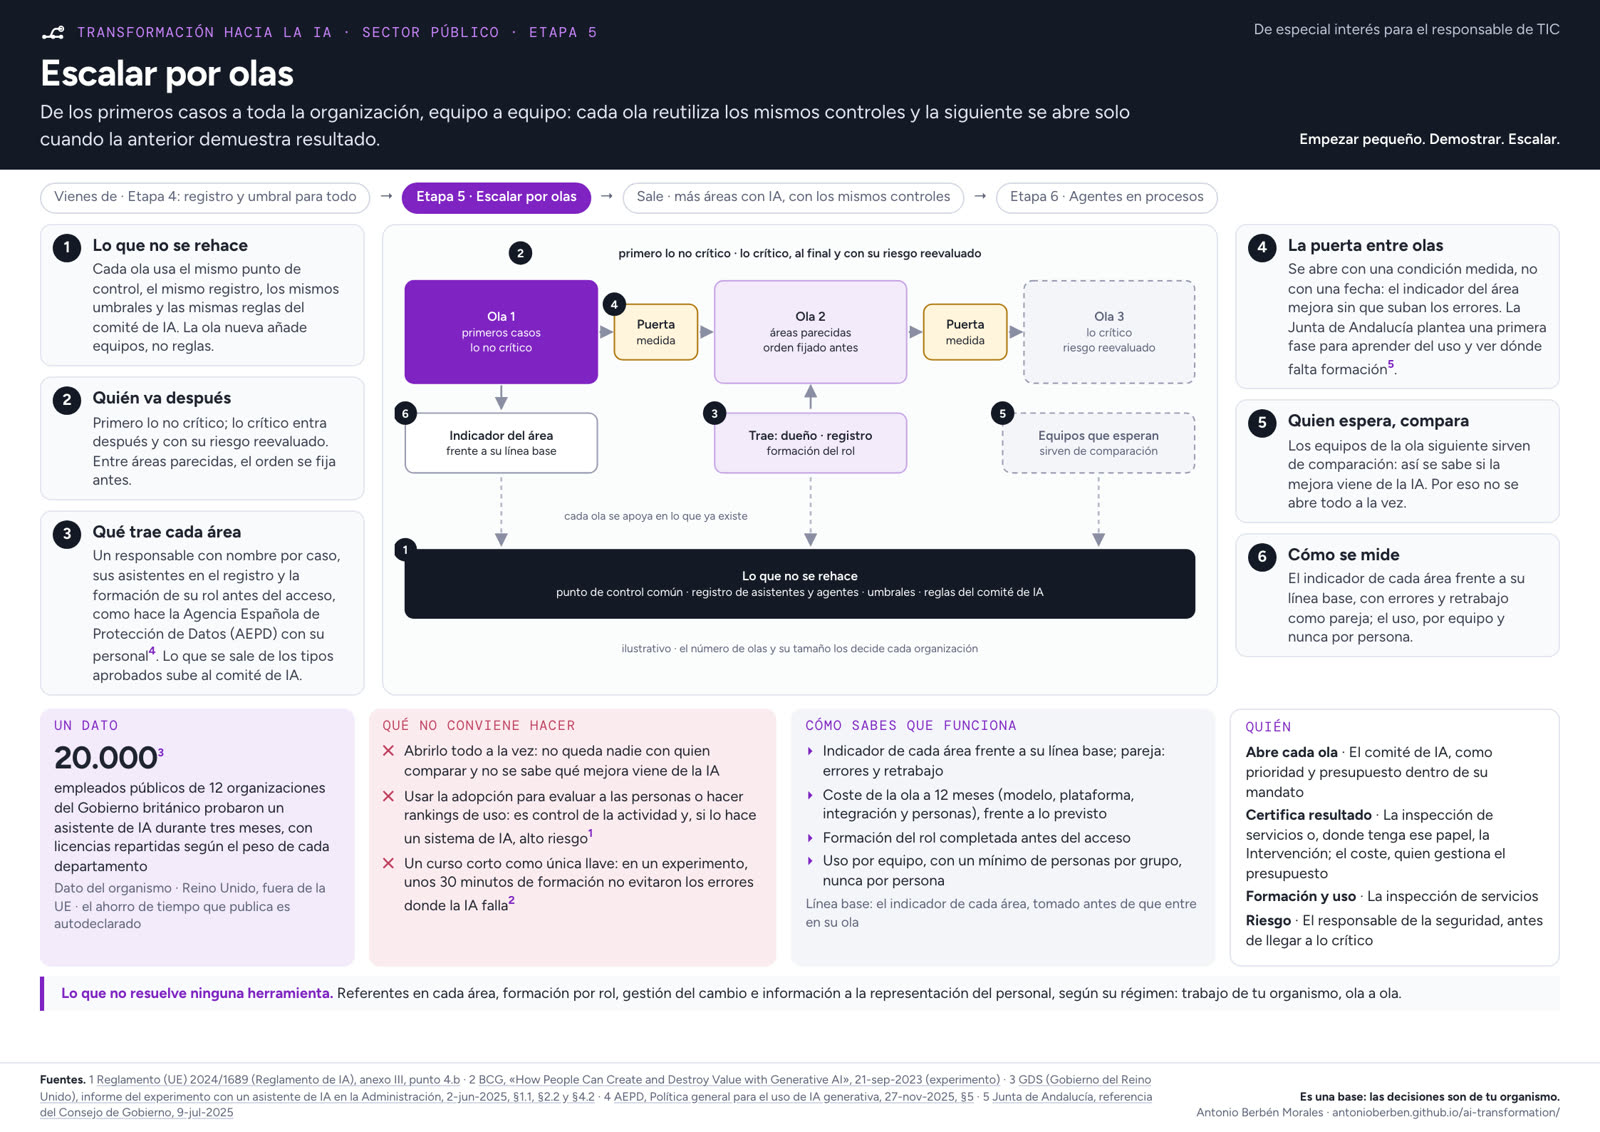 TRANSFORMACIÓN HACIA LA IA · SECTOR PÚBLICO · ETAPA 5
De especial interés para el responsable de TIC
Escalar por olas
De los primeros casos a toda la organización, equipo a equipo: cada ola reutiliza los mismos controles y la siguiente se abre solo
cuando la anterior demuestra resultado.
Empezar pequeño. Demostrar. Escalar.
Vienes de · Etapa 4: registro y umbral para todo → Etapa 5 · Escalar por olas → Sale · más áreas con IA, con los mismos controles → Etapa 6 · Agentes en procesos
1 Lo que no se rehace
Cada ola usa el mismo punto de
control, el mismo registro, los mismos
umbrales y las mismas reglas del
comité de IA. La ola nueva añade
equipos, no reglas.
2 Quién va después
Primero lo no crítico; lo crítico entra
después y con su riesgo reevaluado.
Entre áreas parecidas, el orden se fija
antes.
3 Qué trae cada área
Un responsable con nombre por caso,
sus asistentes en el registro y la
formación de su rol antes del acceso,
como hace la Agencia Española de
Protección de Datos (AEPD) con su
personal4. Lo que se sale de los tipos
aprobados sube al comité de IA.
2 primero lo no crítico · lo crítico, al final y con su riesgo reevaluado
Ola 1
primeros casos
lo no crítico
4
Puerta
medida
Ola 2
áreas parecidas
orden fijado antes
Puerta
medida
Ola 3
lo crítico
riesgo reevaluado
6
Indicador del área
frente a su línea base
3
Trae: dueño · registro
formación del rol
5
Equipos que esperan
sirven de comparación
cada ola se apoya en lo que ya existe
1
Lo que no se rehace
punto de control común · registro de asistentes y agentes · umbrales · reglas del comité de IA
ilustrativo · el número de olas y su tamaño los decide cada organización
4 La puerta entre olas
Se abre con una condición medida, no
con una fecha: el indicador del área
mejora sin que suban los errores. La
Junta de Andalucía plantea una primera
fase para aprender del uso y ver dónde
falta formación5.
5 Quien espera, compara
Los equipos de la ola siguiente sirven
de comparación: así se sabe si la
mejora viene de la IA. Por eso no se
abre todo a la vez.
6 Cómo se mide
El indicador de cada área frente a su
línea base, con errores y retrabajo
como pareja; el uso, por equipo y
nunca por persona.
UN DATO
20.0003
empleados públicos de 12 organizaciones
del Gobierno británico probaron un
asistente de IA durante tres meses, con
licencias repartidas según el peso de cada
departamento
Dato del organismo · Reino Unido, fuera de la
UE · el ahorro de tiempo que publica es
autodeclarado
QUÉ NO CONVIENE HACER
Abrirlo todo a la vez: no queda nadie con quien
comparar y no se sabe qué mejora viene de la IA
Usar la adopción para evaluar a las personas o hacer
rankings de uso: es control de la actividad y, si lo hace
un sistema de IA, alto riesgo1
Un curso corto como única llave: en un experimento,
unos 30 minutos de formación no evitaron los errores
donde la IA falla2
CÓMO SABES QUE FUNCIONA
Indicador de cada área frente a su línea base; pareja:
errores y retrabajo
Coste de la ola a 12 meses (modelo, plataforma,
integración y personas), frente a lo previsto
Formación del rol completada antes del acceso
Uso por equipo, con un mínimo de personas por grupo,
nunca por persona
Línea base: el indicador de cada área, tomado antes de que entre
en su ola
QUIÉN
Abre cada ola · El comité de IA, como
prioridad y presupuesto dentro de su
mandato
Certifica resultado · La inspección de
servicios o, donde tenga ese papel, la
Intervención; el coste, quien gestiona el
presupuesto
Formación y uso · La inspección de servicios
Riesgo · El responsable de la seguridad, antes
de llegar a lo crítico
Lo que no resuelve ninguna herramienta. Referentes en cada área, formación por rol, gestión del cambio e información a la representación del personal, según su régimen: trabajo de tu organismo, ola a ola.
Fuentes. 1 Reglamento (UE) 2024/1689 (Reglamento de IA), anexo III, punto 4.b · 2 BCG, «How People Can Create and Destroy Value with Generative AI», 21-sep-2023 (experimento) · 3 GDS (Gobierno del Reino
Unido), informe del experimento con un asistente de IA en la Administración, 2-jun-2025, §1.1, §2.2 y §4.2 · 4 AEPD, Política general para el uso de IA generativa, 27-nov-2025, §5 · 5 Junta de Andalucía, referencia
del Consejo de Gobierno, 9-jul-2025
Es una base: las decisiones son de tu organismo.
Antonio Berbén Morales · antonioberben.github.io/ai-transformation/